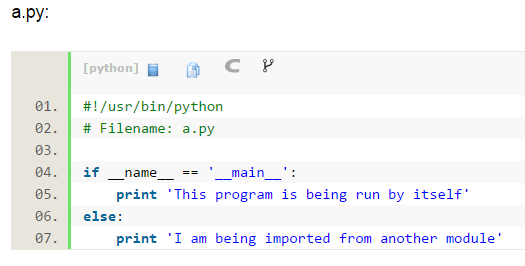 a.py:
[python]
01. #!/usr/bin/python
02. # Filename: a.py
03.
04. if __name__ == '__main__':
05.     print 'This program is being run by itself'
06. else:
07.     print 'I am being imported from another module'